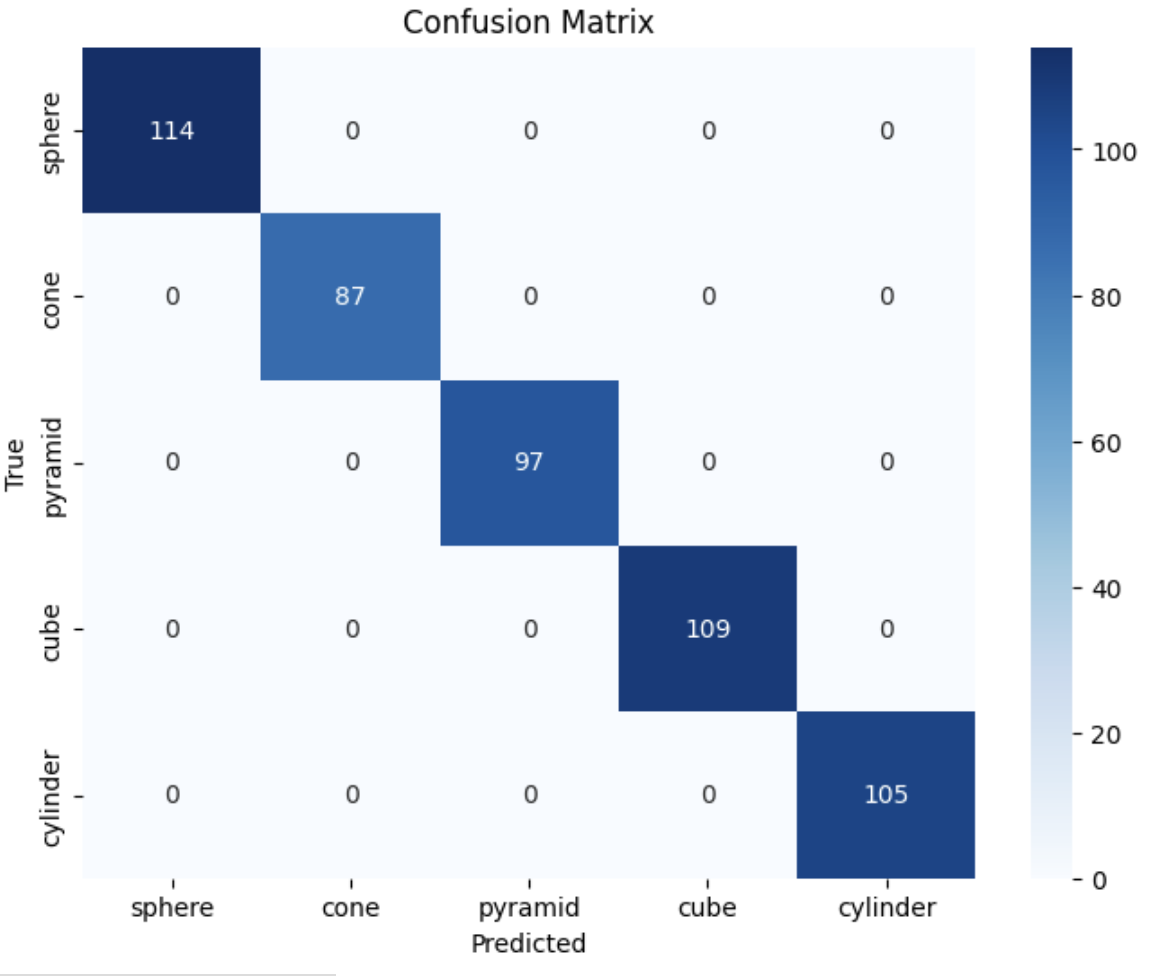 Confusion Matrix
sphere 114 0 0 0 0
cone 0 87 0 0 0
pyramid 0 0 97 0 0
cube 0 0 0 109 0
cylinder 0 0 0 0 105
True
sphere cone pyramid cube cylinder
Predicted
100
80
60
40
20
0